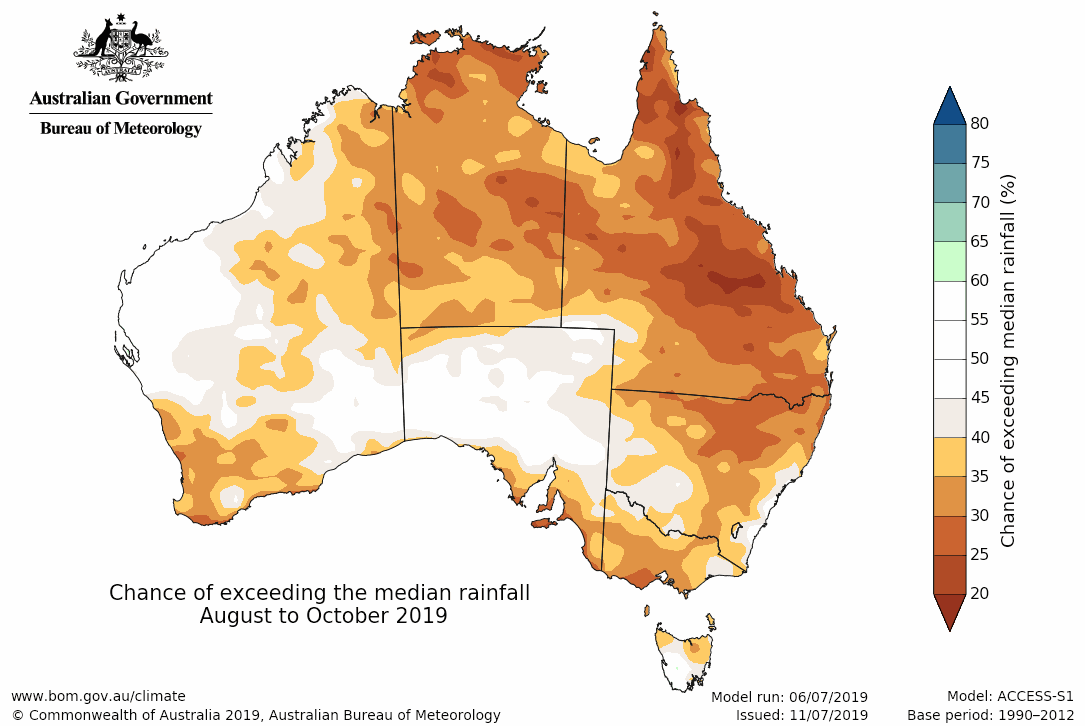 Australian Government
Bureau of Meteorology
80
75
70
65
60
55
50
45
40
35
30
25
20
Chance of exceeding median rainfall (%)
Chance of exceeding the median rainfall
August to October 2019
www.bom.gov.au/climate
© Commonwealth of Australia 2019, Australian Bureau of Meteorology
Model run: 06/07/2019
Issued: 11/07/2019
Model: ACCESS-S1
Base period: 1990–2012